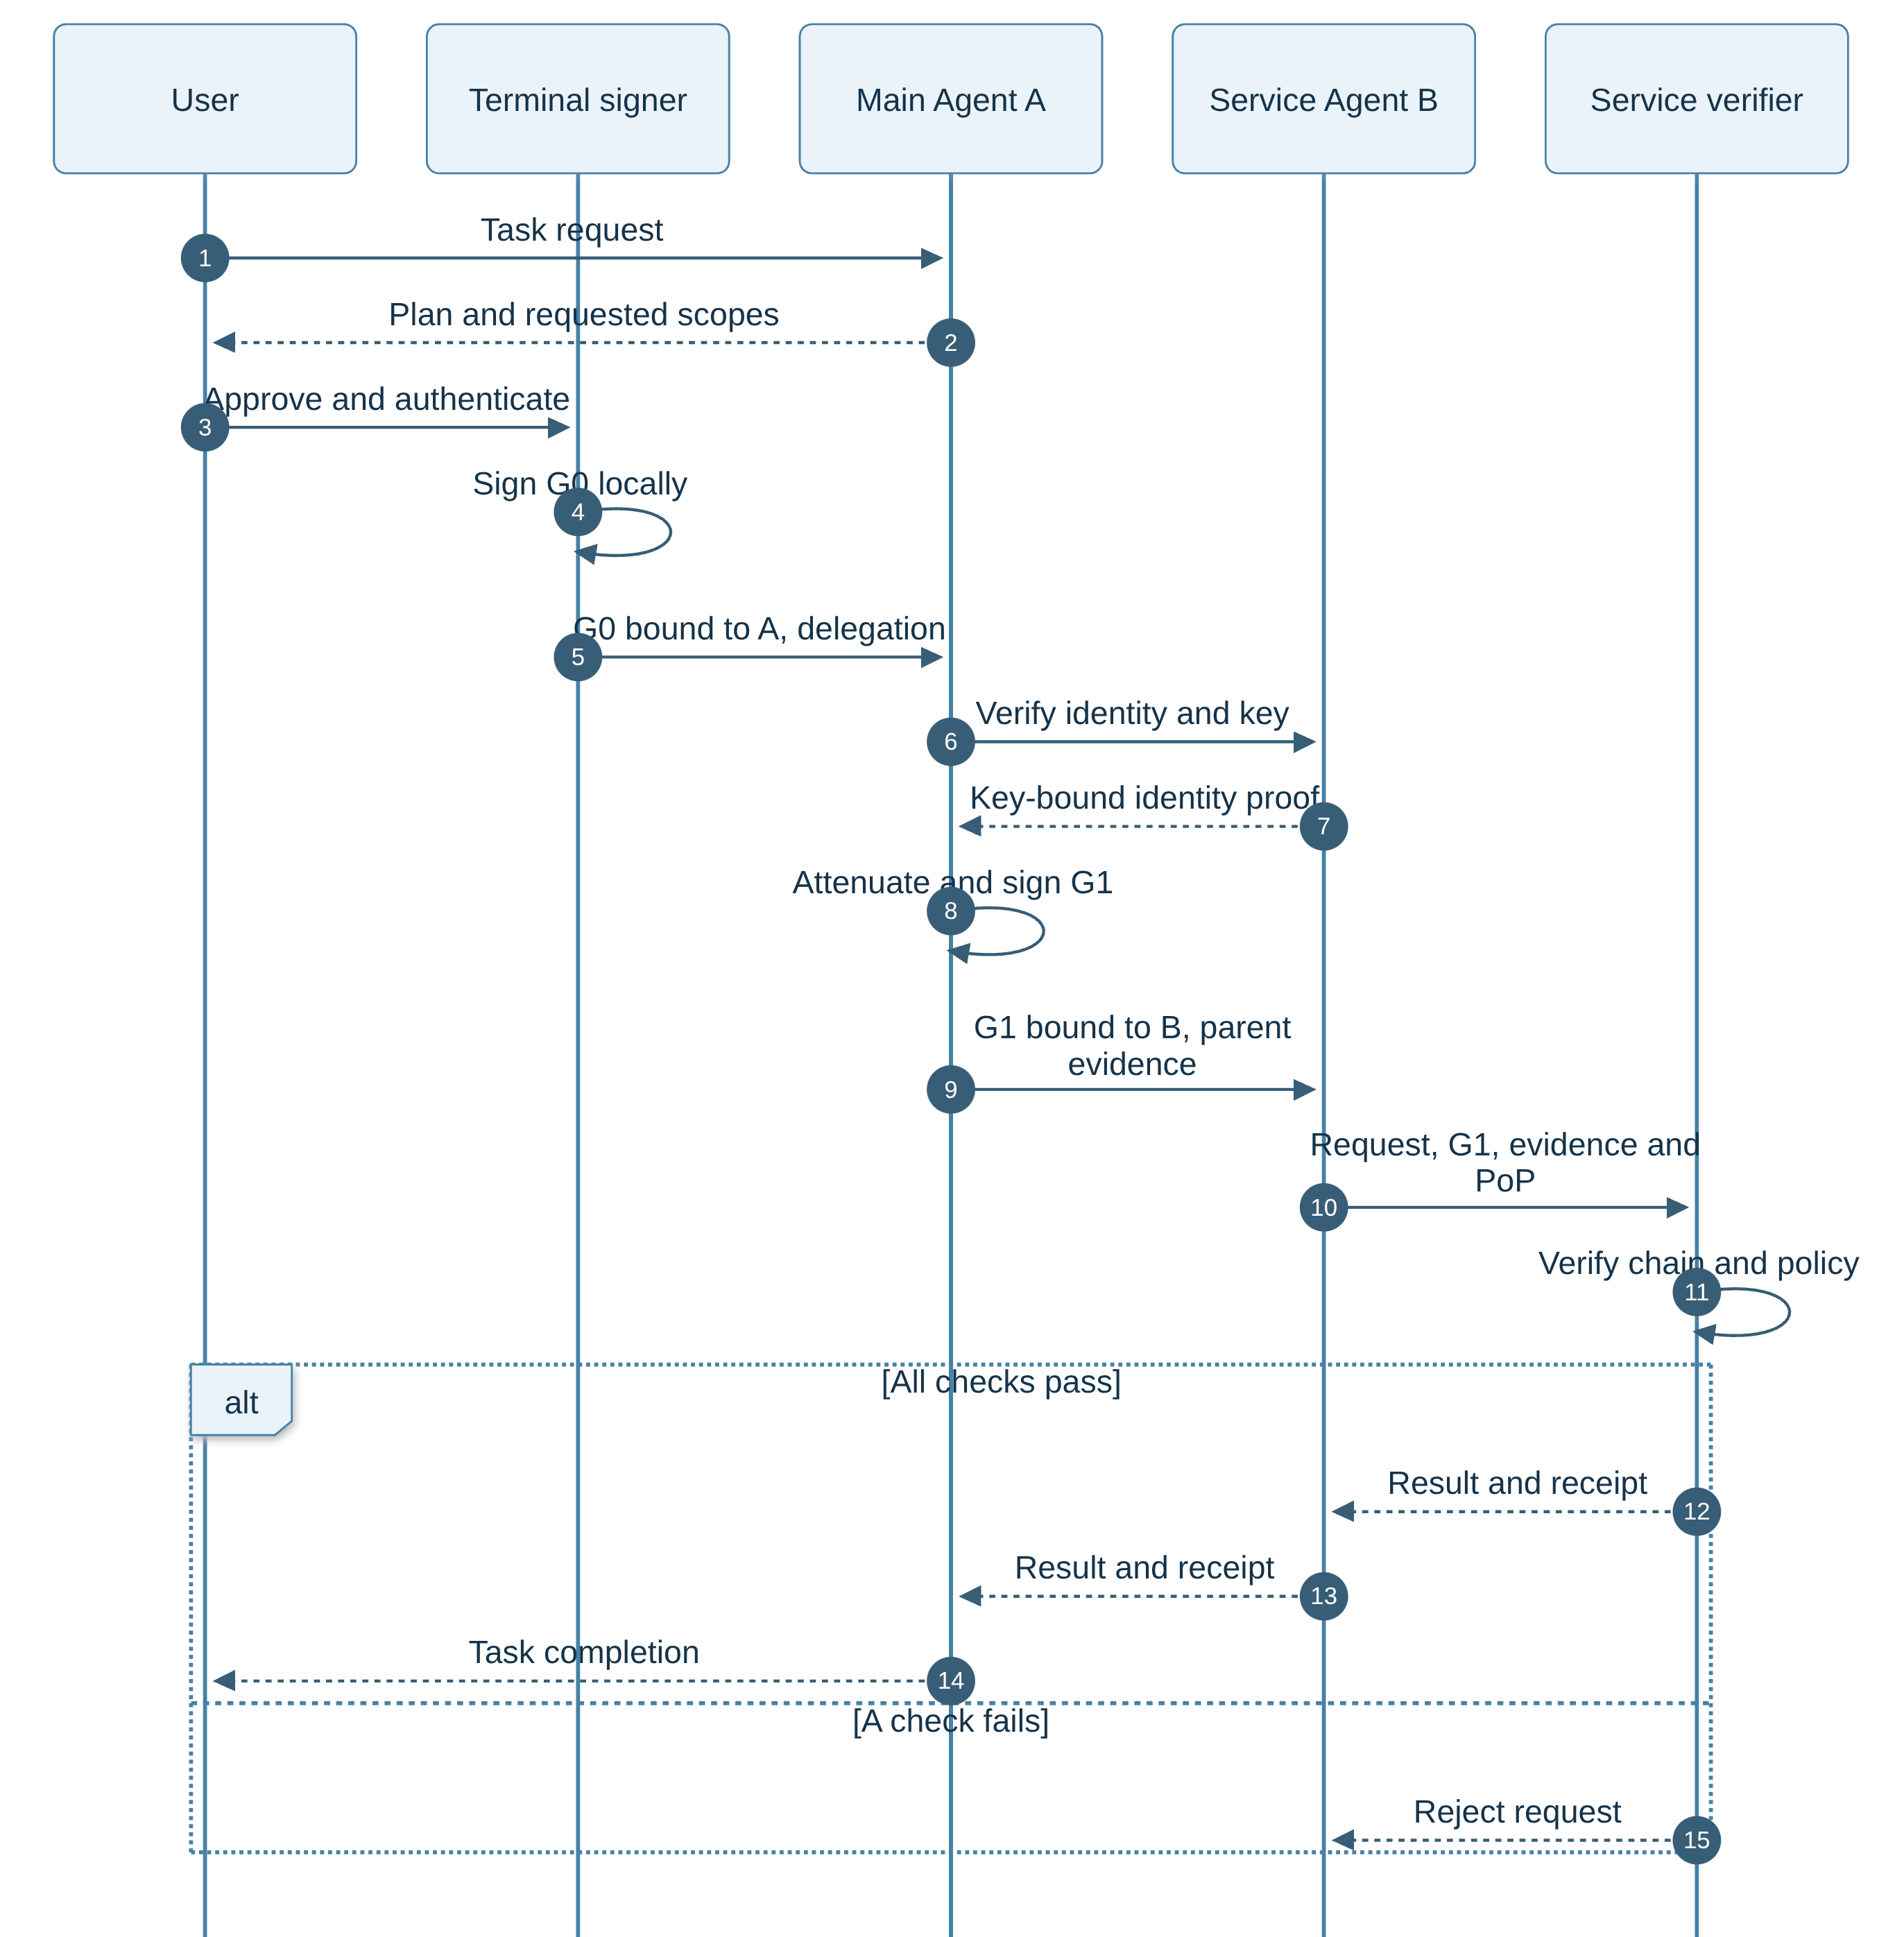 User
Terminal signer
Main Agent A
Service Agent B
Service verifier
Task request
1
Plan and requested scopes
2
Approve and authenticate
3
Sign G0 locally
4
G0 bound to A, delegation
5
Verify identity and key
6
Key-bound identity proof
7
Attenuate and sign G1
8
G1 bound to B, parent
evidence
9
Request, G1, evidence and
PoP
10
Verify chain and policy
11
alt
[All checks pass]
Result and receipt
12
Result and receipt
13
Task completion
14
[A check fails]
Reject request
15